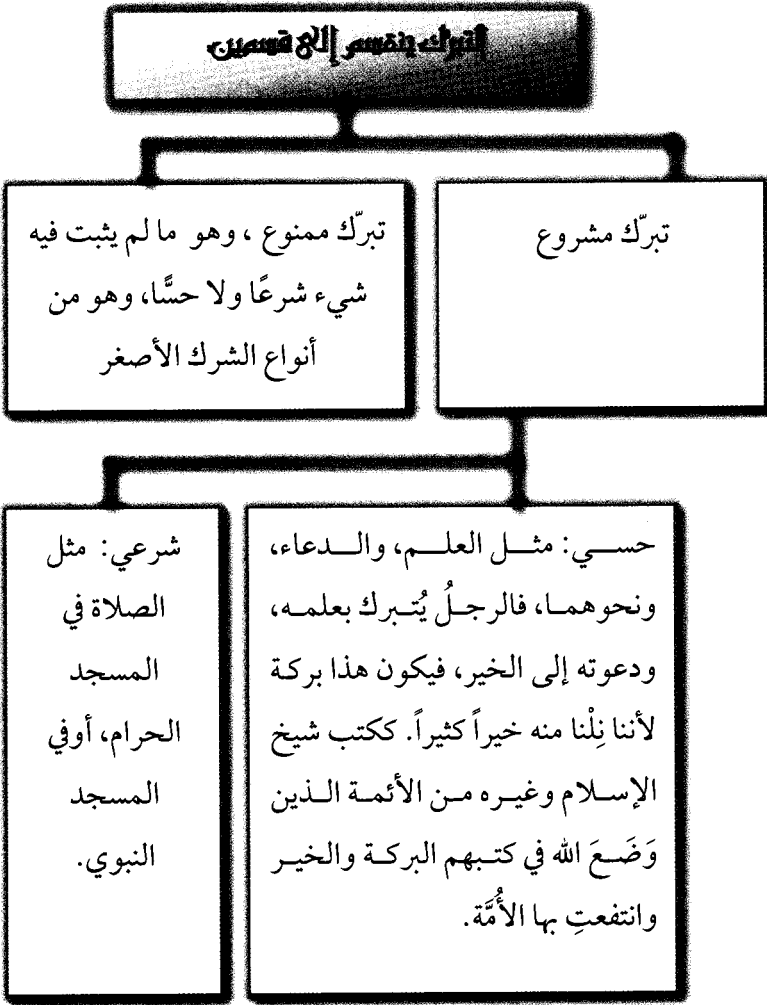 التبرك ينقسم إلى قسمين
تبرّك مشروع
تبرّك ممنوع ، وهو ما لم يثبت فيه
شيء شرعًا ولا حسًّا، وهو من
أنواع الشرك الأصغر
حسي: مثل العلم، والدعاء،
ونحوهما، فالرجلُ يُتبرك بعلمه،
ودعوته إلى الخير، فيكون هذا بركة
لأننا نِلْنا منه خيراً كثيراً. ككتب شيخ
الإسلام وغيره من الأئمة الذين
وَضَعَ الله في كتبهم البركة والخير
وانتفعتِ بها الأُمَّة.
شرعي: مثل
الصلاة في
المسجد
الحرام، أوفي
المسجد
النبوي.